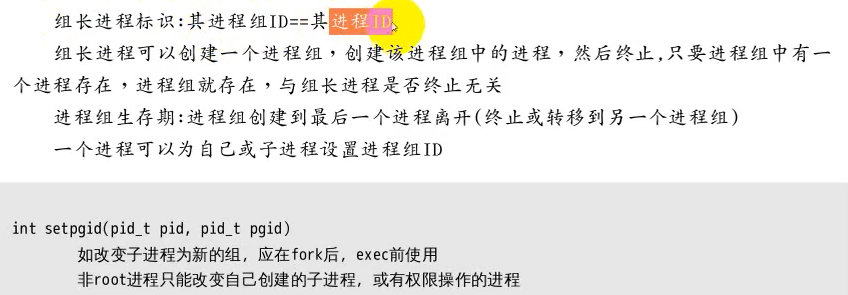 组长进程标识:其进程组ID==其进程ID
组长进程可以创建一个进程组，创建该进程组中的进程，然后终止,只要进程组中有一
个进程存在，进程组就存在，与组长进程是否终止无关
进程组生存期:进程组创建到最后一个进程离开(终止或转移到另一个进程组)
一个进程可以为自己或子进程设置进程组ID
int setpgid(pid_t pid, pid_t pgid)
如改变子进程为新的组，应在fork后，exec前使用
非root进程只能改变自己创建的子进程，或有权限操作的进程